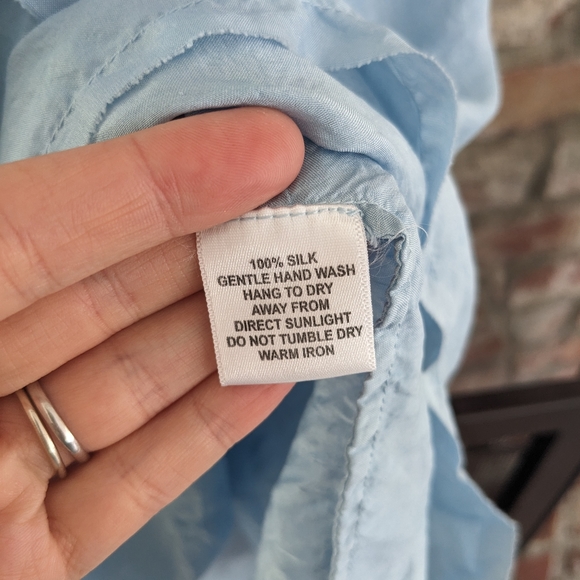 100% SILK
GENTLE HAND WASH
HANG TO DRY
AWAY FROM
DIRECT SUNLIGHT
DO NOT TUMBLE DRY
WARM IRON